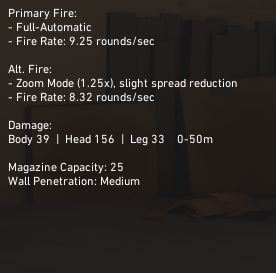 Primary Fire:
- Full-Automatic
- Fire Rate: 9.25 rounds/sec
Alt. Fire:
- Zoom Mode (1.25x), slight spread reduction
- Fire Rate: 8.32 rounds/sec
Damage:
Body 39 | Head 156 | Leg 33 0-50m
Magazine Capacity: 25
Wall Penetration: Medium